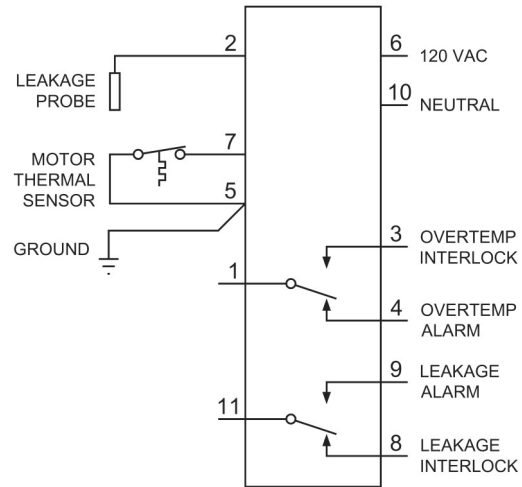 2
LEAKAGE
PROBE
7
MOTOR
THERMAL
SENSOR
5
GROUND
1
11
6 120 VAC
10 NEUTRAL
3 OVERTEMP
INTERLOCK
4 OVERTEMP
ALARM
9 LEAKAGE
ALARM
8 LEAKAGE
INTERLOCK